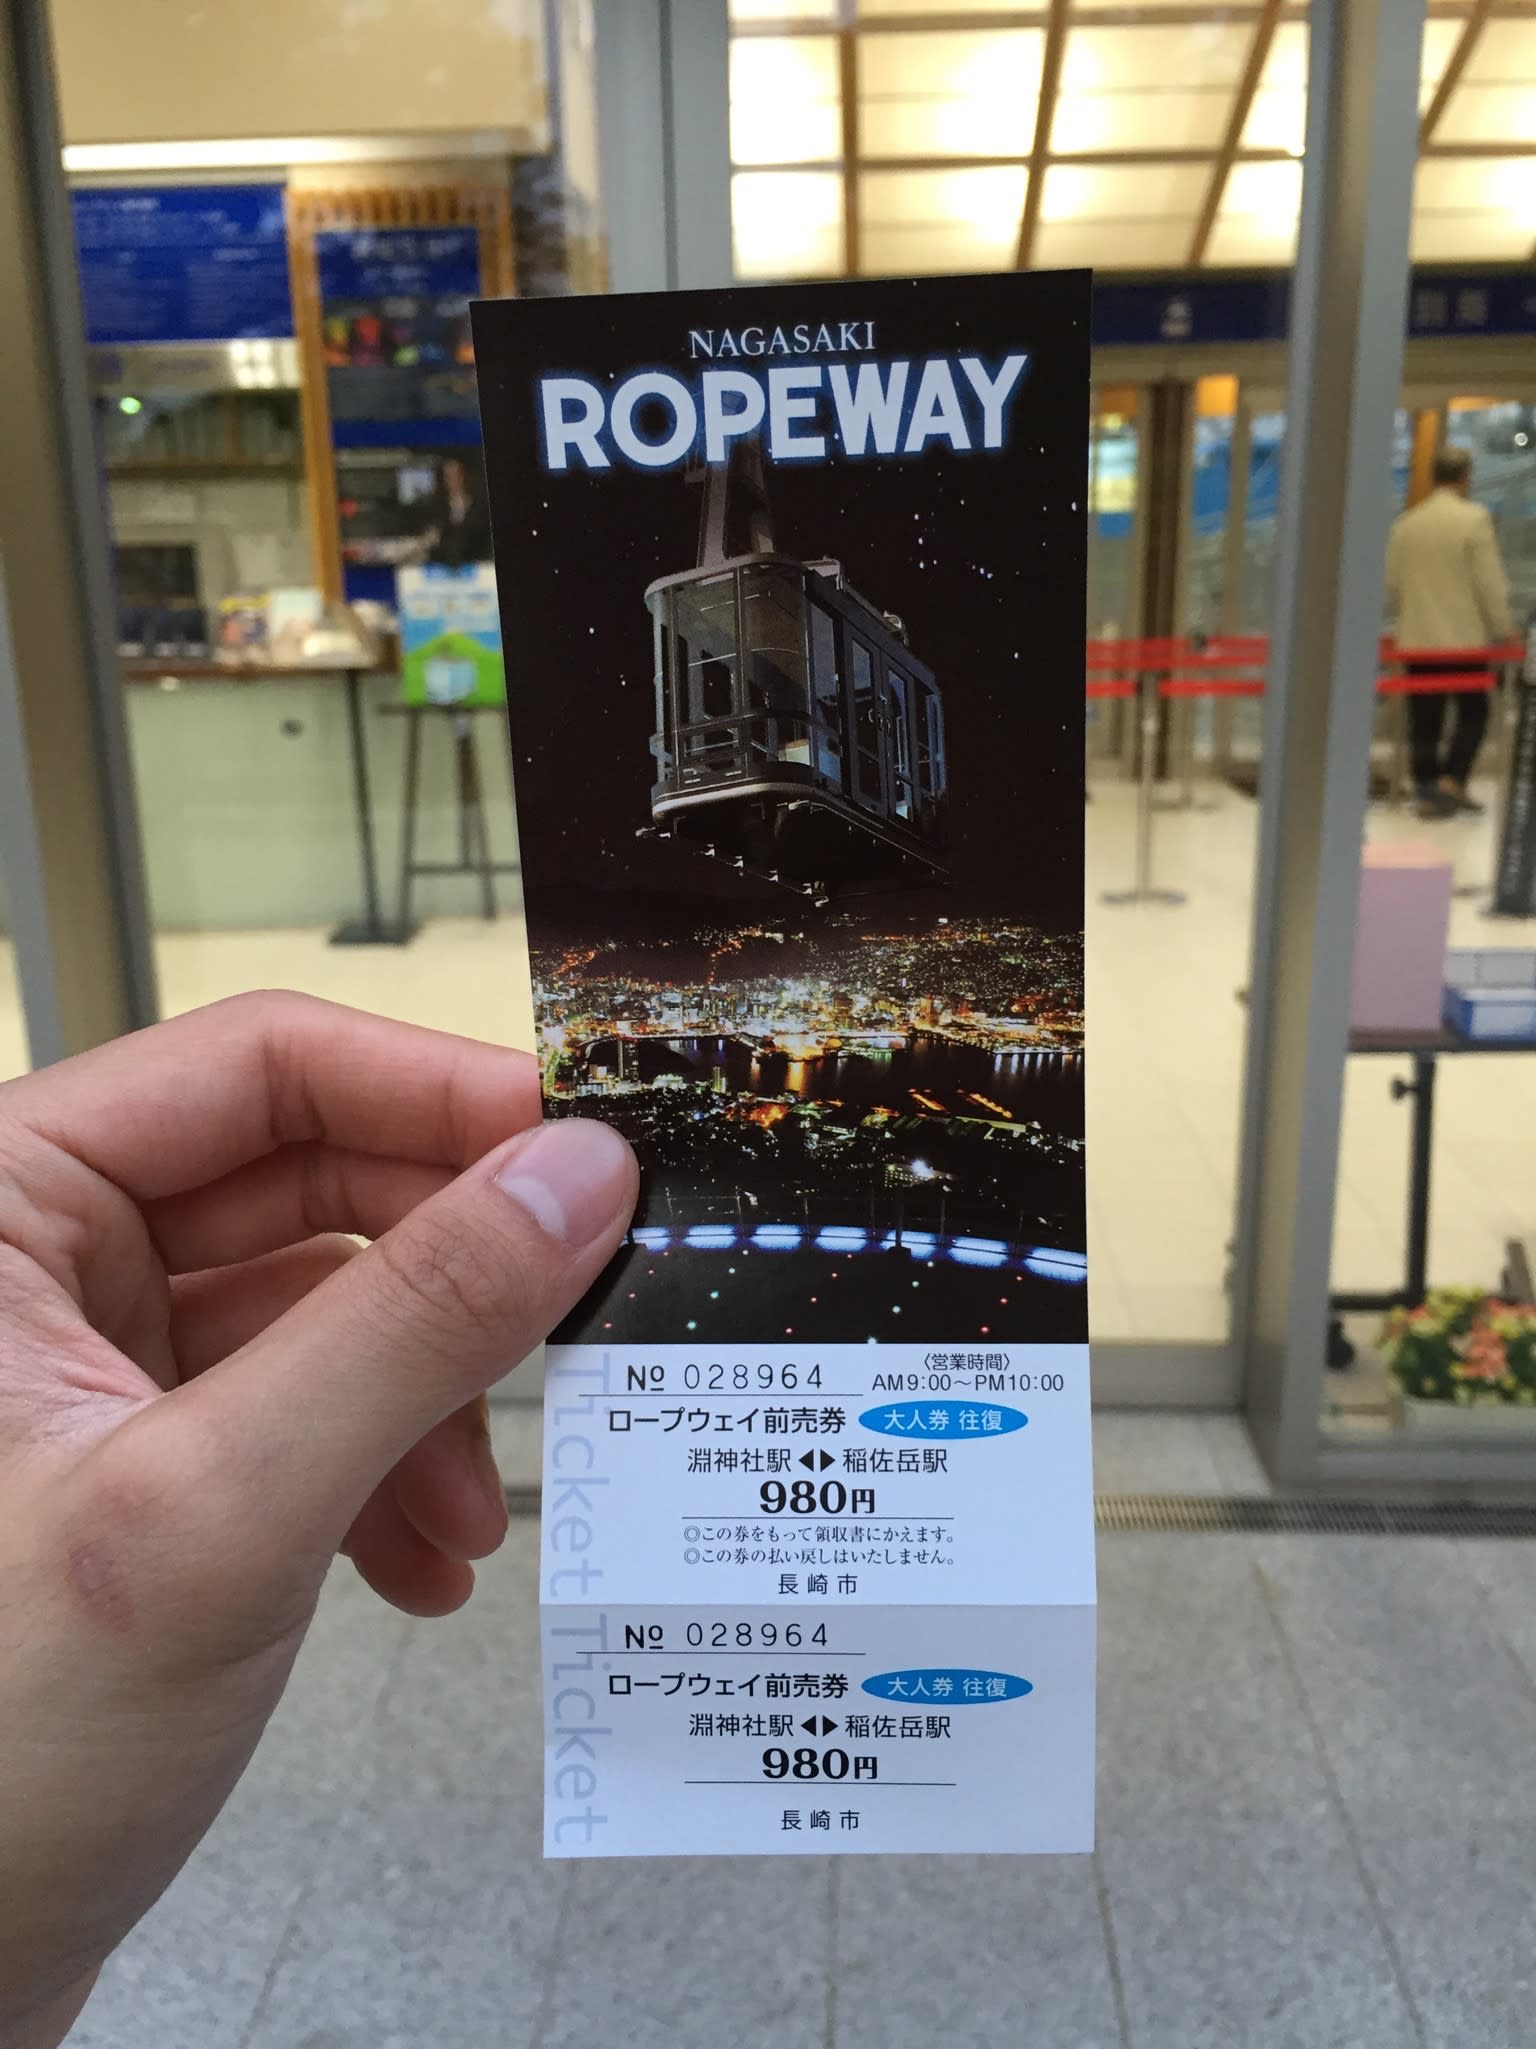 NAGASAKI
ROPEWAY
Ticket Ticket
№ 028964
〈営業時間〉
AM9:00〜PM10:00
ロープウェイ前売券 大人券 往復
淵神社駅 ◀▶ 稲佐岳駅
980円
◎この券をもって領収書にかえます。
◎この券の払い戻しはいたしません。
長崎市
№ 028964
ロープウェイ前売券 大人券 往復
淵神社駅 ◀▶ 稲佐岳駅
980円
長崎市